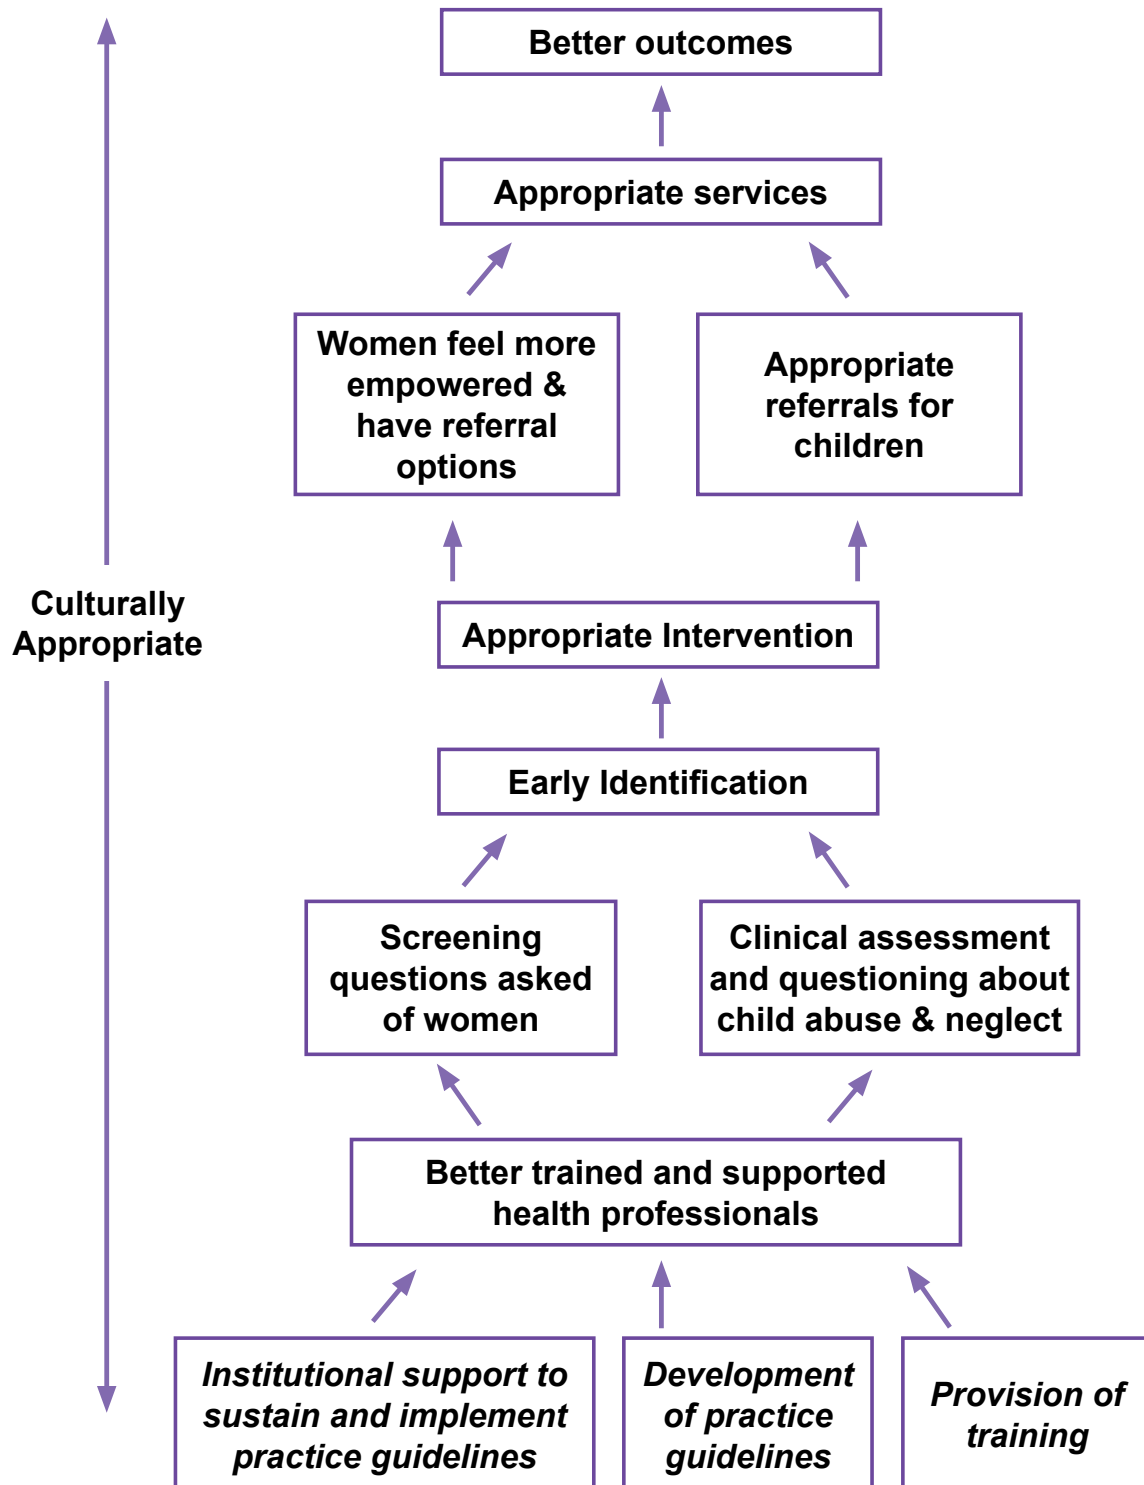 Better outcomes
Appropriate services
Women feel more
empowered &
have referral
options
Appropriate
referrals for
children
Culturally
Appropriate
Appropriate Intervention
Early Identification
Screening
questions asked
of women
Clinical assessment
and questioning about
child abuse & neglect
Better trained and supported
health professionals
Institutional support to
sustain and implement
practice guidelines
Development
of practice
guidelines
Provision of
training